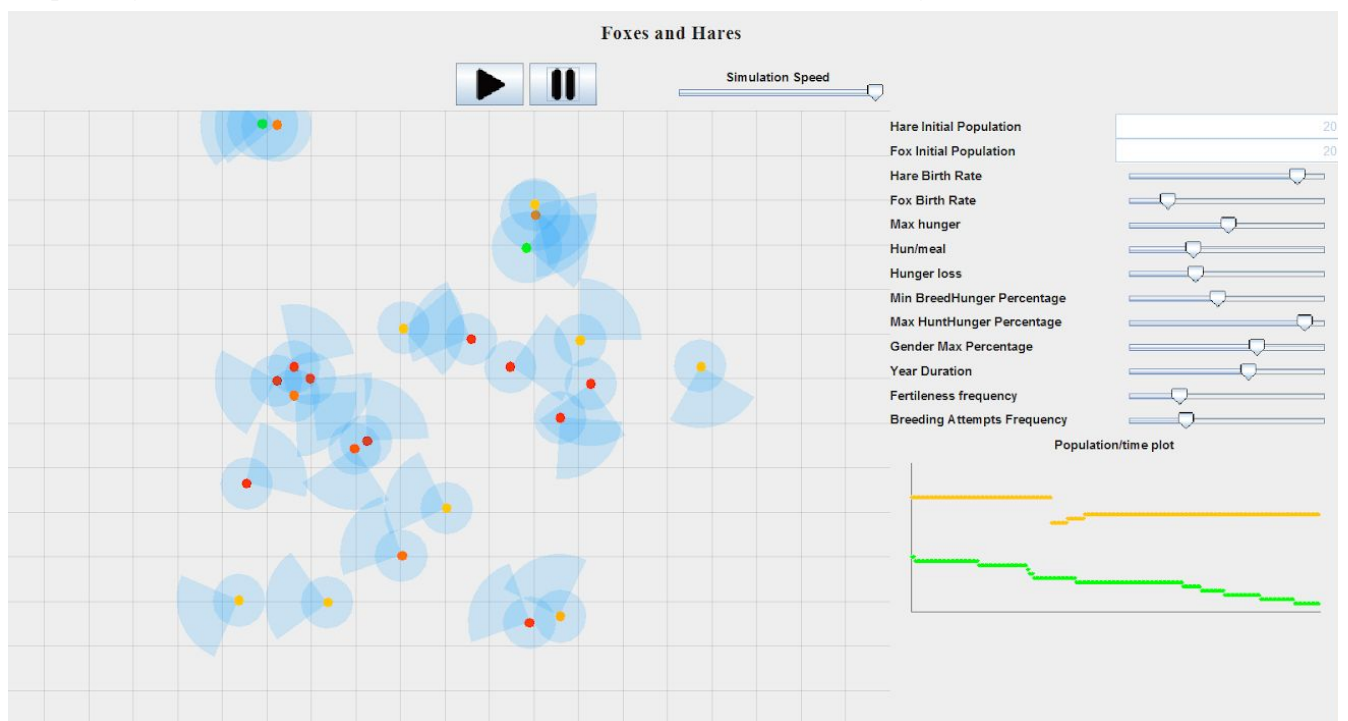 Foxes and Hares
Simulation Speed
Hare Initial Population 20
Fox Initial Population 20
Hare Birth Rate
Fox Birth Rate
Max hunger
Hun/meal
Hunger loss
Min BreedHunger Percentage
Max HuntHunger Percentage
Gender Max Percentage
Year Duration
Fertileness frequency
Breeding Attempts Frequency
Population/time plot